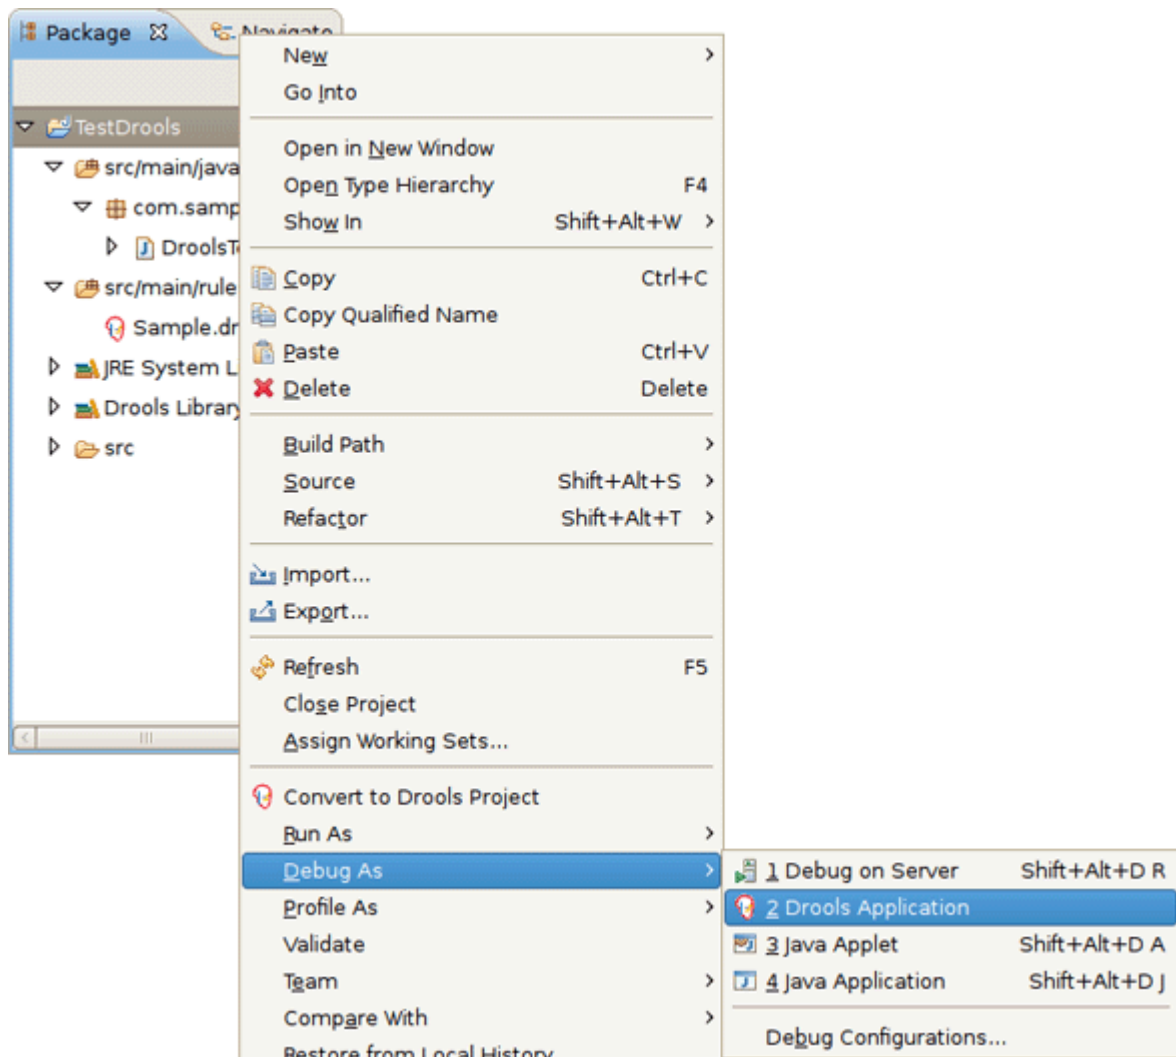 Package
Navigate
TestDrools
src/main/java
com.samp
DroolsT
src/main/rule
Sample.dr
JRE System L
Drools Library
src
New
Go Into
Open in New Window
Open Type Hierarchy F4
Show In Shift+Alt+W
Copy Ctrl+C
Copy Qualified Name
Paste Ctrl+V
Delete Delete
Build Path
Source Shift+Alt+S
Refactor Shift+Alt+T
Import...
Export...
Refresh F5
Close Project
Assign Working Sets...
Convert to Drools Project
Run As
Debug As
Profile As
Validate
Team
Compare With
Restore from Local History
1 Debug on Server Shift+Alt+D R
2 Drools Application
3 Java Applet Shift+Alt+D A
4 Java Application Shift+Alt+D J
Debug Configurations...